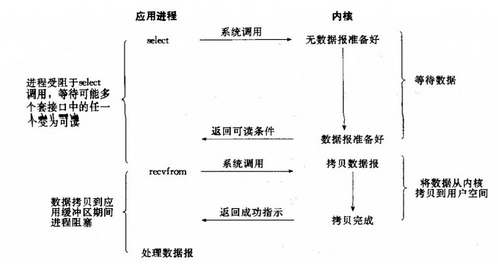 应用进程
内核
select
系统调用
无数据报准备好
进程受阻于select
调用，等待可能多
个套接口中的任一
个变为可读
等待数据
返回可读条件
数据报准备好
recvfrom
系统调用
拷贝数据报
数据拷贝到应
用缓冲区期间
进程阻塞
将数据从内核
拷贝到用户空间
返回成功指示
拷贝完成
处理数据报